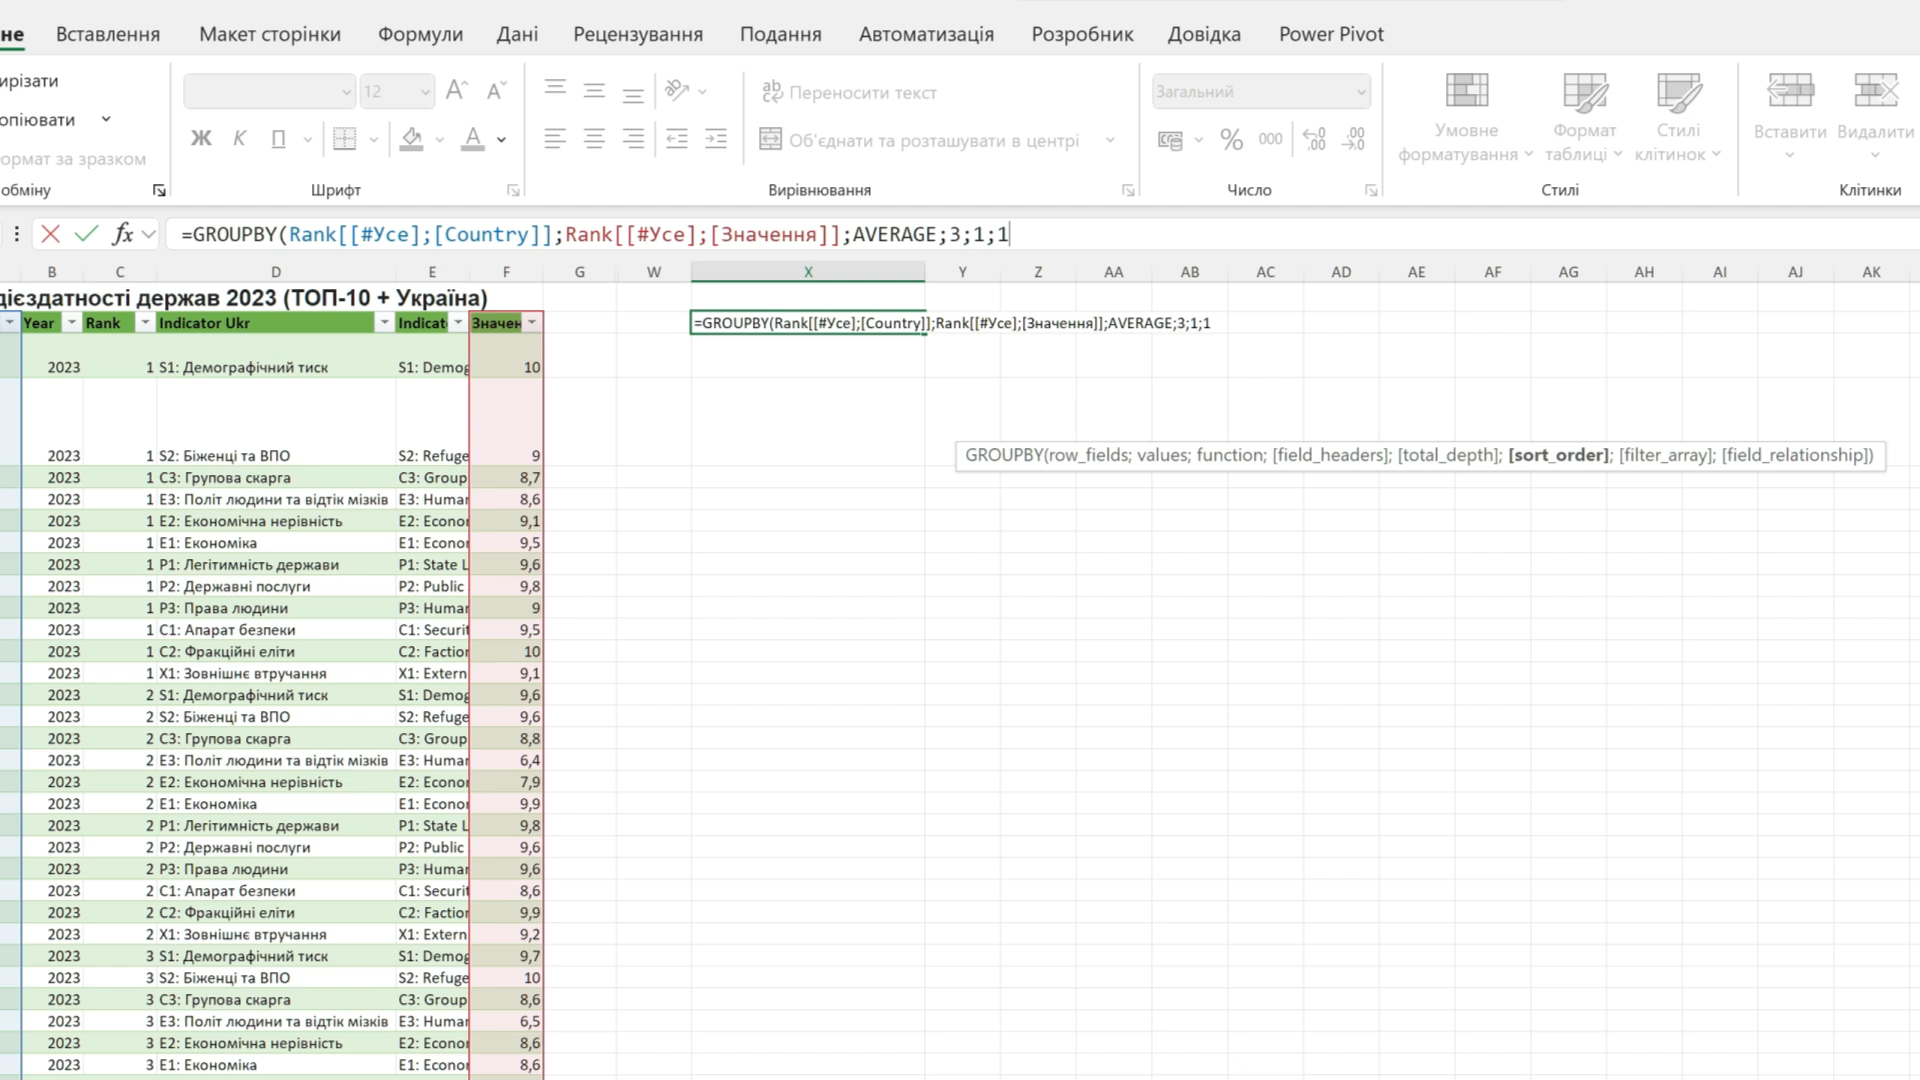 не Вставлення Макет сторінки Формули Дані Рецензування Подання Автоматизація Розробник Довідка Power Pivot
ирізати
опіювати
ормат за зразком
обміну
12
Ж К П А
Шрифт
Переносити текст
Об'єднати та розташувати в центрі
Вирівнювання
Загальний
% 000
Число
Умовне форматування
Формат таблиці
Стилі клітинок
Стилі
Вставити
Видалити
Клітинки
fx =GROUPBY(Rank[[#Усе];[Country]];Rank[[#Усе];[Значення]];AVERAGE;3;1;1
B C D E F G W X Y Z AA AB AC AD AE AF AG AH AI AJ AK
дієздатності держав 2023 (ТОП-10 + Україна)
Year Rank Indicator Ukr Indicat Значен
=GROUPBY(Rank[[#Усе];[Country]];Rank[[#Усе];[Значення]];AVERAGE;3;1;1
2023 1 S1: Демографічний тиск S1: Demog 10
GROUPBY(row_fields; values; function; [field_headers]; [total_depth]; [sort_order]; [filter_array]; [field_relationship])
2023 1 S2: Біженці та ВПО S2: Refuge 9
2023 1 C3: Групова скарга C3: Group 8,7
2023 1 E3: Політ людини та відтік мізків E3: Human 8,6
2023 1 E2: Економічна нерівність E2: Econor 9,1
2023 1 E1: Економіка E1: Econor 9,5
2023 1 P1: Легітимність держави P1: State L 9,6
2023 1 P2: Державні послуги P2: Public 9,8
2023 1 P3: Права людини P3: Human 9
2023 1 C1: Апарат безпеки C1: Securit 9,5
2023 1 C2: Фракційні еліти C2: Faction 10
2023 1 X1: Зовнішнє втручання X1: Extern 9,1
2023 2 S1: Демографічний тиск S1: Demog 9,6
2023 2 S2: Біженці та ВПО S2: Refuge 9,6
2023 2 C3: Групова скарга C3: Group 8,8
2023 2 E3: Політ людини та відтік мізків E3: Human 6,4
2023 2 E2: Економічна нерівність E2: Econor 7,9
2023 2 E1: Економіка E1: Econor 9,9
2023 2 P1: Легітимність держави P1: State L 9,8
2023 2 P2: Державні послуги P2: Public 9,6
2023 2 P3: Права людини P3: Human 9,6
2023 2 C1: Апарат безпеки C1: Securit 8,6
2023 2 C2: Фракційні еліти C2: Faction 9,9
2023 2 X1: Зовнішнє втручання X1: Extern 9,2
2023 3 S1: Демографічний тиск S1: Demog 9,7
2023 3 S2: Біженці та ВПО S2: Refuge 10
2023 3 C3: Групова скарга C3: Group 8,6
2023 3 E3: Політ людини та відтік мізків E3: Human 6,5
2023 3 E2: Економічна нерівність E2: Econor 8,6
2023 3 E1: Економіка E1: Econor 8,6